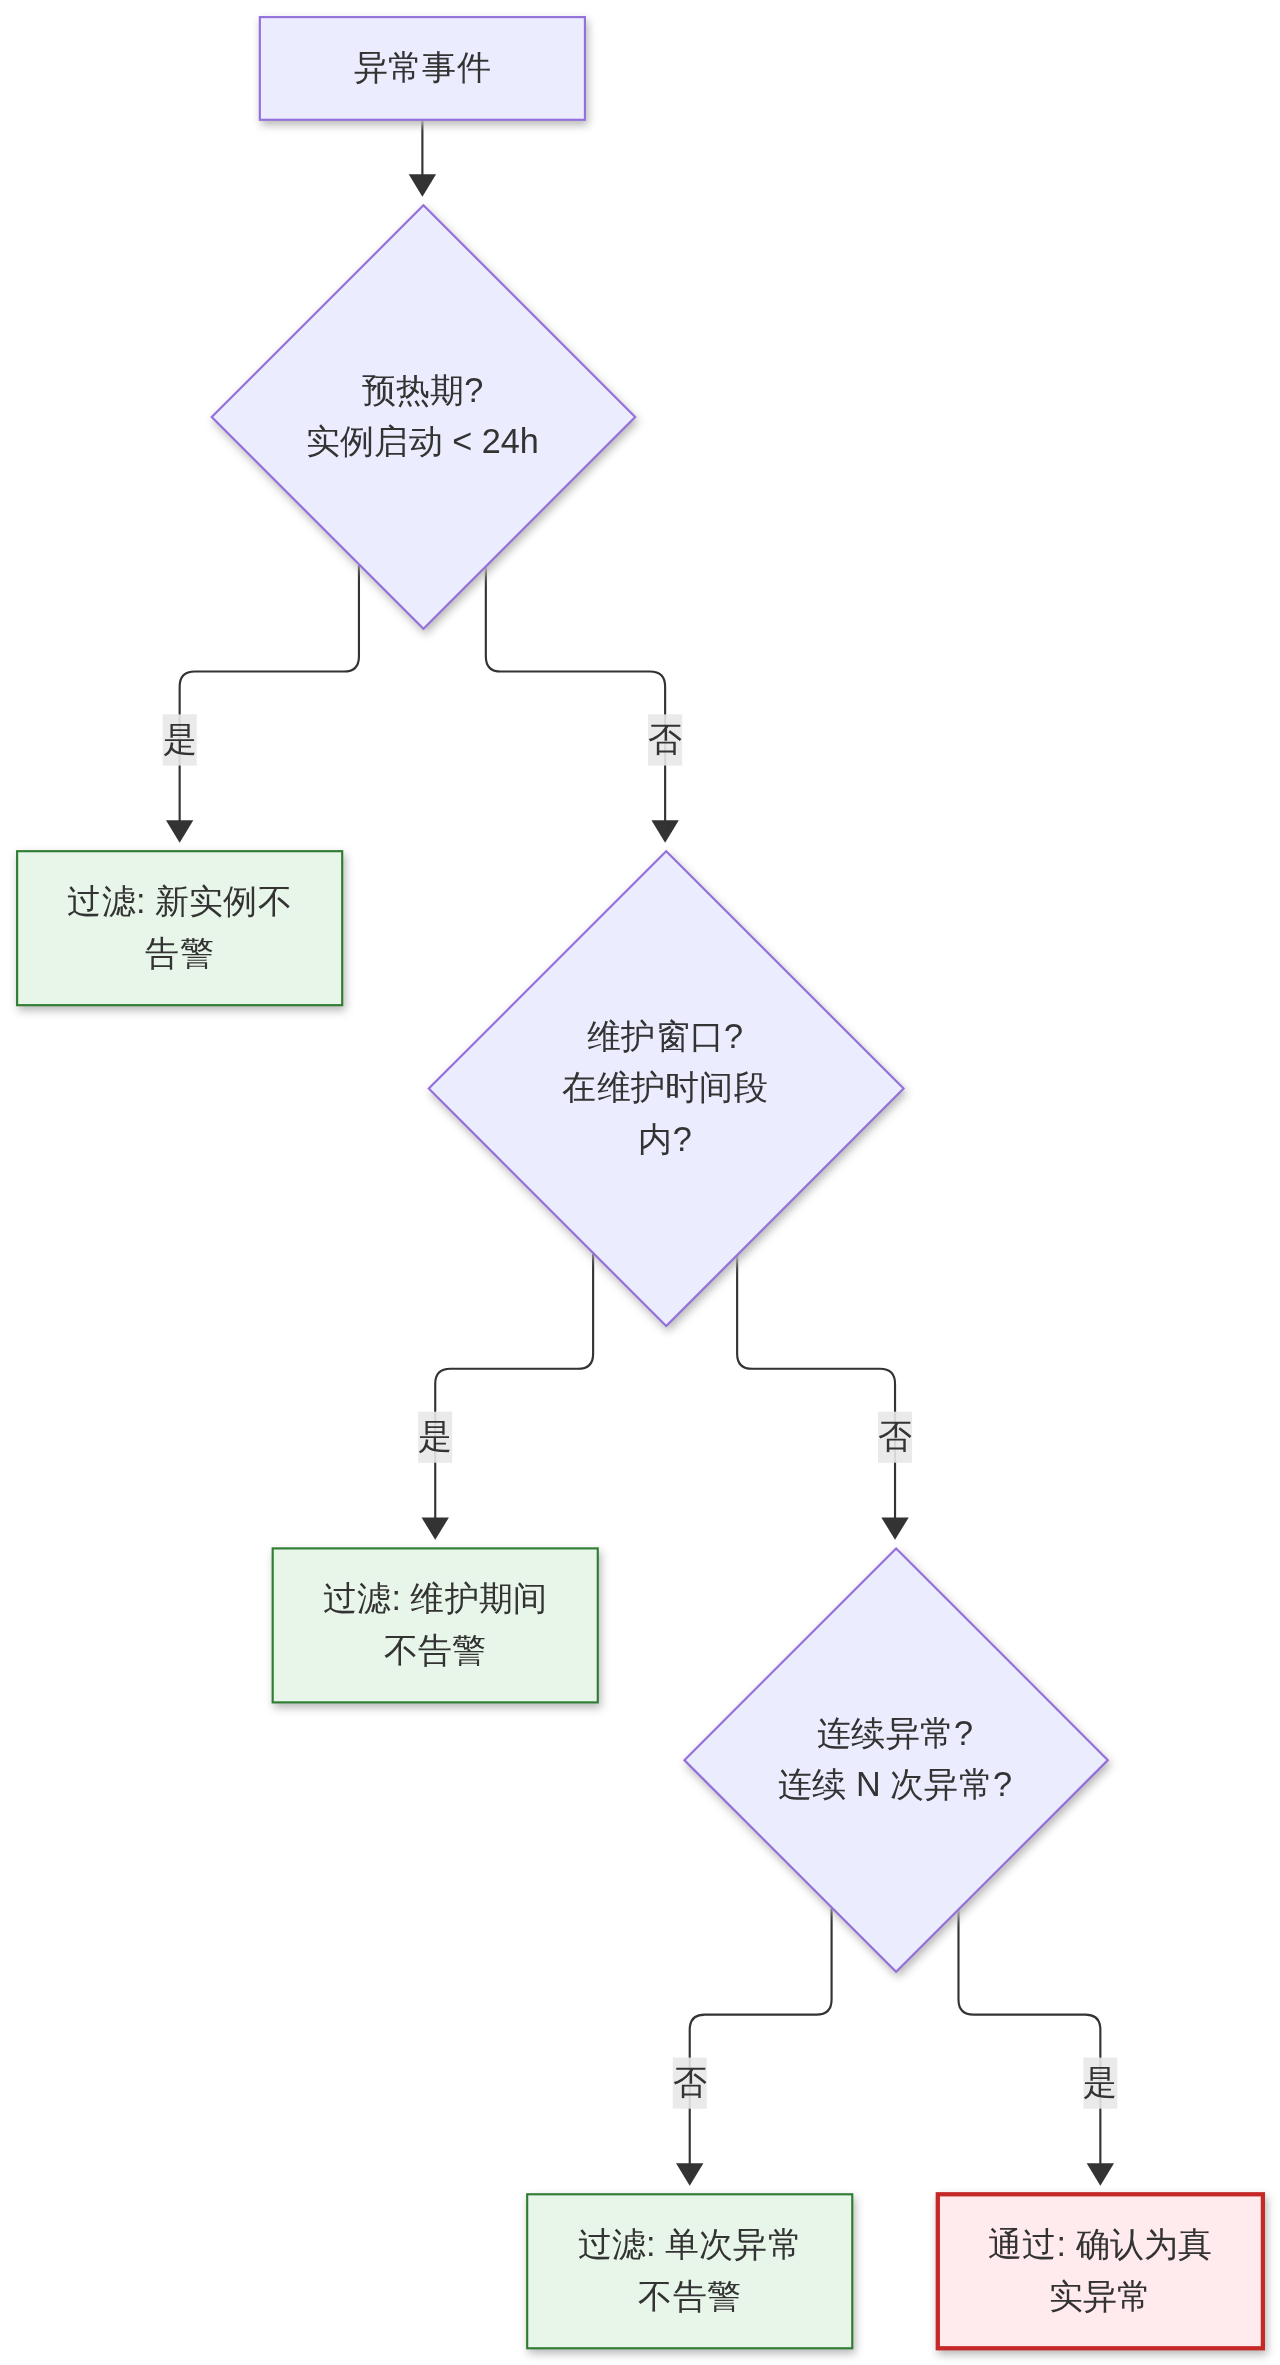 异常事件
预热期?
实例启动 < 24h
是
否
过滤: 新实例不
告警
维护窗口?
在维护时间段
内?
是
否
过滤: 维护期间
不告警
连续异常?
连续 N 次异常?
否
是
过滤: 单次异常
不告警
通过: 确认为真
实异常